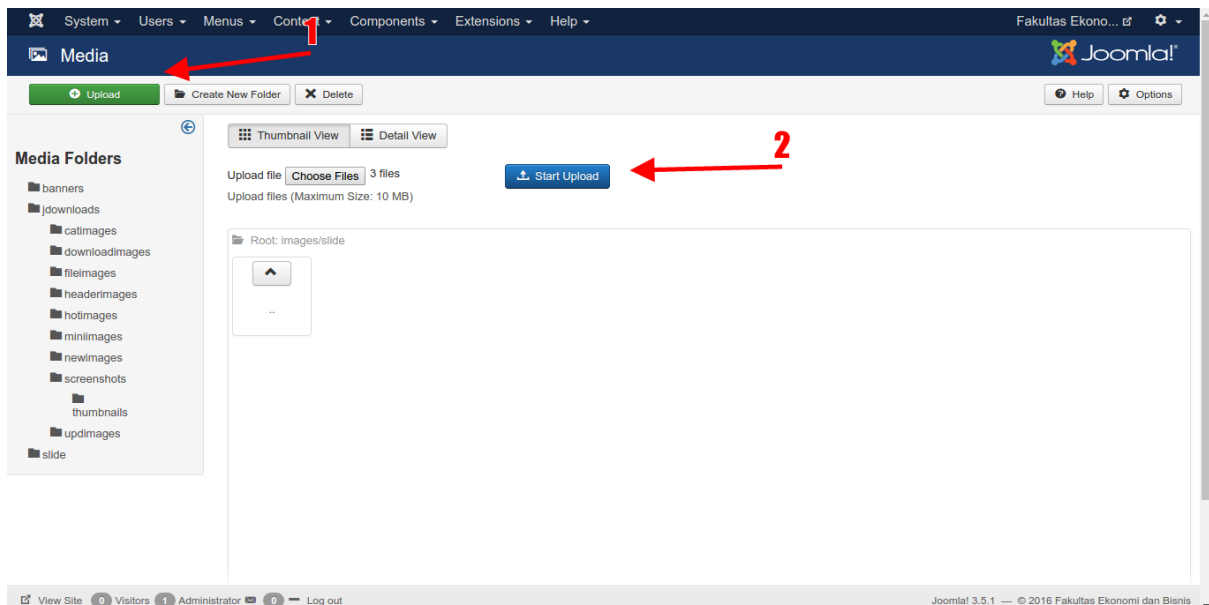 System Users Menus Content Components Extensions Help Fakultas Ekono...
1
Media Joomla!®
Upload Create New Folder Delete Help Options
Thumbnail View Detail View
2
Media Folders
Upload file Choose Files 3 files Start Upload
Upload files (Maximum Size: 10 MB)
banners
jdownloads
catimages
downloadimages
fileimages
headerimages
hotimages
miniimages
newimages
screenshots
thumbnails
updimages
slide
Root: images/slide
..
View Site 0 Visitors 1 Administrator 0 Log out Joomla! 3.5.1 — © 2016 Fakultas Ekonomi dan Bisnis